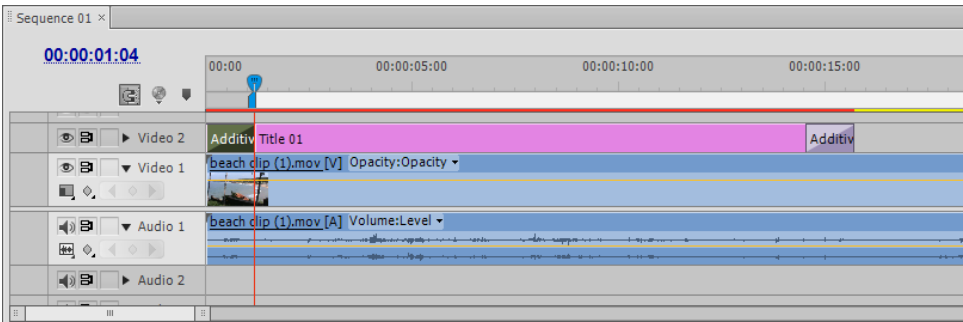 Sequence 01 ×
00:00:01:04
00:00 00:00:05:00 00:00:10:00 00:00:15:00
Video 2 Additiv Title 01 Additiv
Video 1 beach clip (1).mov [V] Opacity:Opacity
Audio 1 beach clip (1).mov [A] Volume:Level
Audio 2